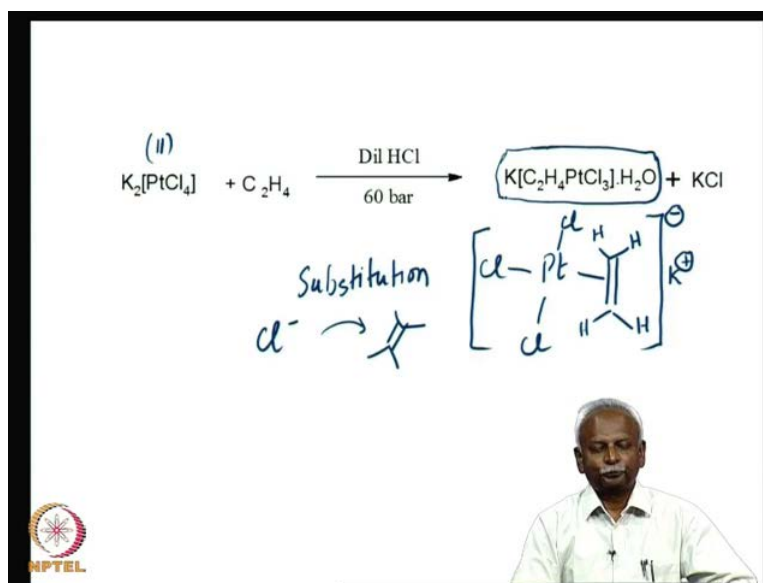 (II)
Dil HCl
K₂[PtCl₄] + C₂H₄ → K[C₂H₄PtCl₃].H₂O + KCl
60 bar
Substitution
Cl⁻ →
[Cl Cl–Pt Cl H H H H]⊖ K⊕
NPTEL